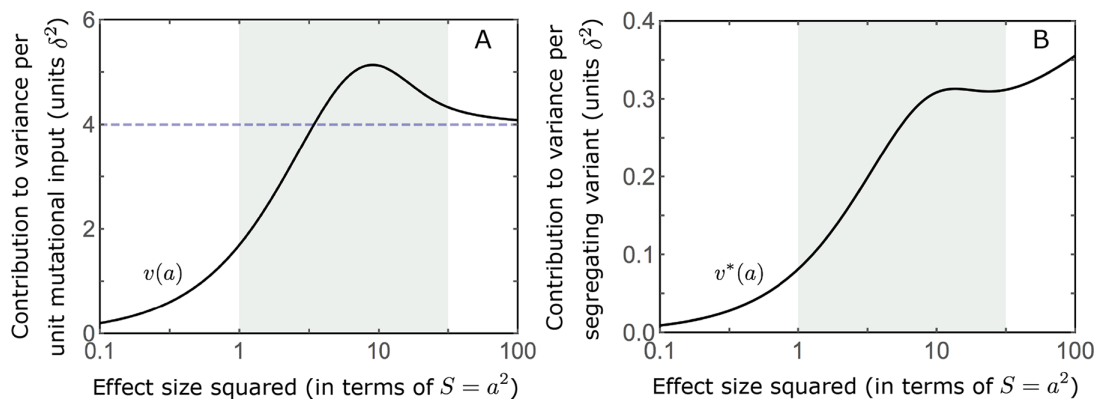 Contribution to variance per
unit mutational input (units δ²)
6
4
2
0
A
v(a)
0.1 1 10 100
Effect size squared (in terms of S = a²)
Contribution to variance per
segregating variant (units δ²)
0.4
0.3
0.2
0.1
0.0
B
v*(a)
0.1 1 10 100
Effect size squared (in terms of S = a²)